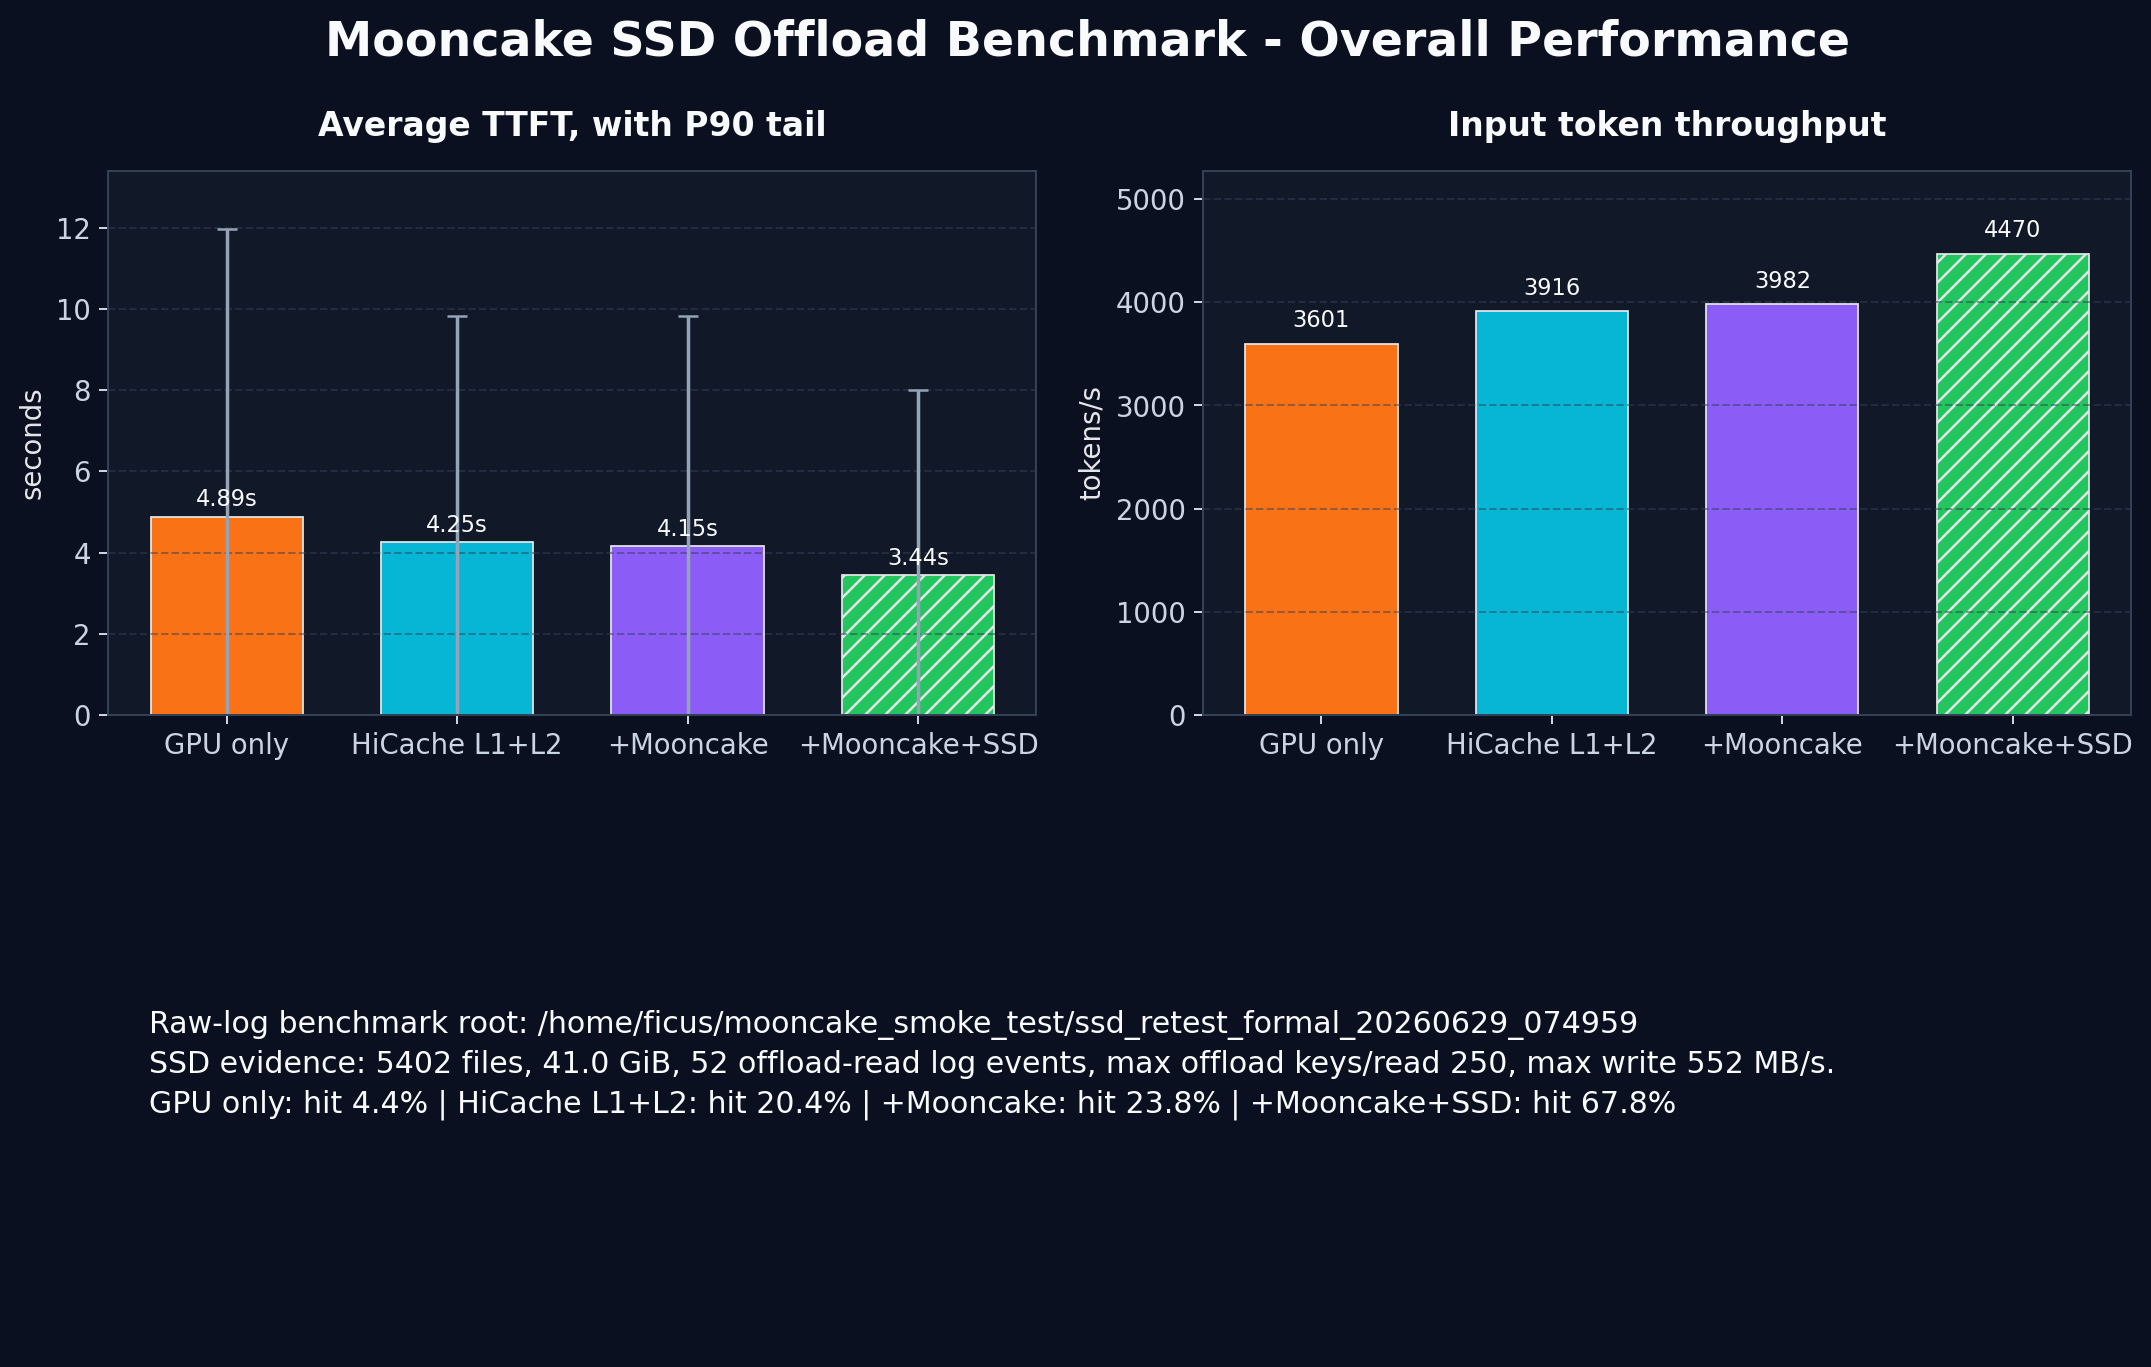 Mooncake SSD Offload Benchmark - Overall Performance
Average TTFT, with P90 tail
12
10
8
6
4
2
0
seconds
4.89s
4.25s
4.15s
3.44s
GPU only
HiCache L1+L2
+Mooncake
+Mooncake+SSD
Input token throughput
5000
4000
3000
2000
1000
0
tokens/s
3601
3916
3982
4470
GPU only
HiCache L1+L2
+Mooncake
+Mooncake+SSD
Raw-log benchmark root: /home/ficus/mooncake_smoke_test/ssd_retest_formal_20260629_074959
SSD evidence: 5402 files, 41.0 GiB, 52 offload-read log events, max offload keys/read 250, max write 552 MB/s.
GPU only: hit 4.4% | HiCache L1+L2: hit 20.4% | +Mooncake: hit 23.8% | +Mooncake+SSD: hit 67.8%